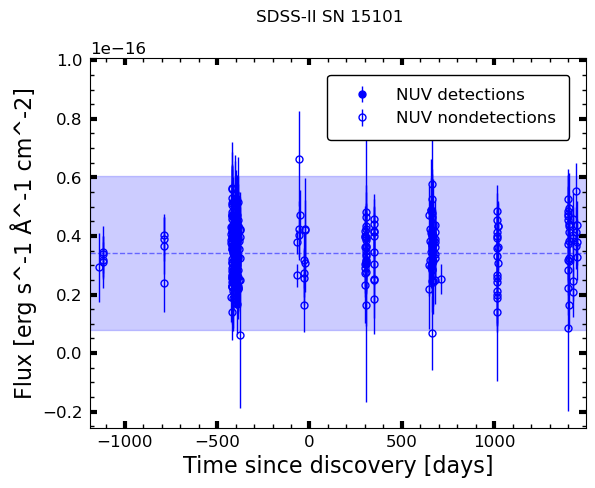 SDSS-II SN 15101
1e−16
NUV detections
NUV nondetections
1.0
0.8
0.6
0.4
0.2
0.0
−0.2
Flux [erg s^-1 Å^-1 cm^-2]
−1000 −500 0 500 1000
Time since discovery [days]